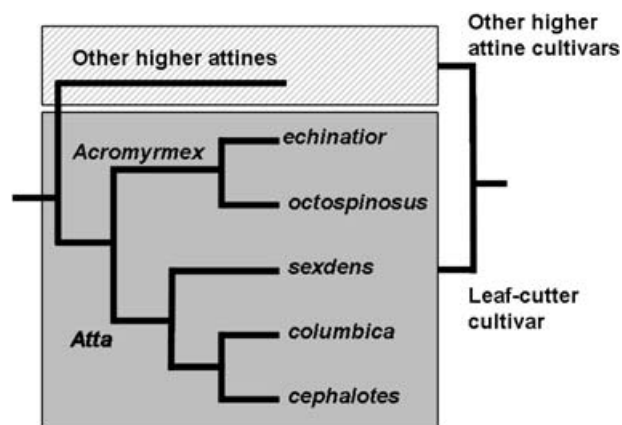 Other higher
attine cultivars
Other higher attines
Acromyrmex
echinatior
octospinosus
sexdens
Atta
columbica
cephalotes
Leaf-cutter
cultivar